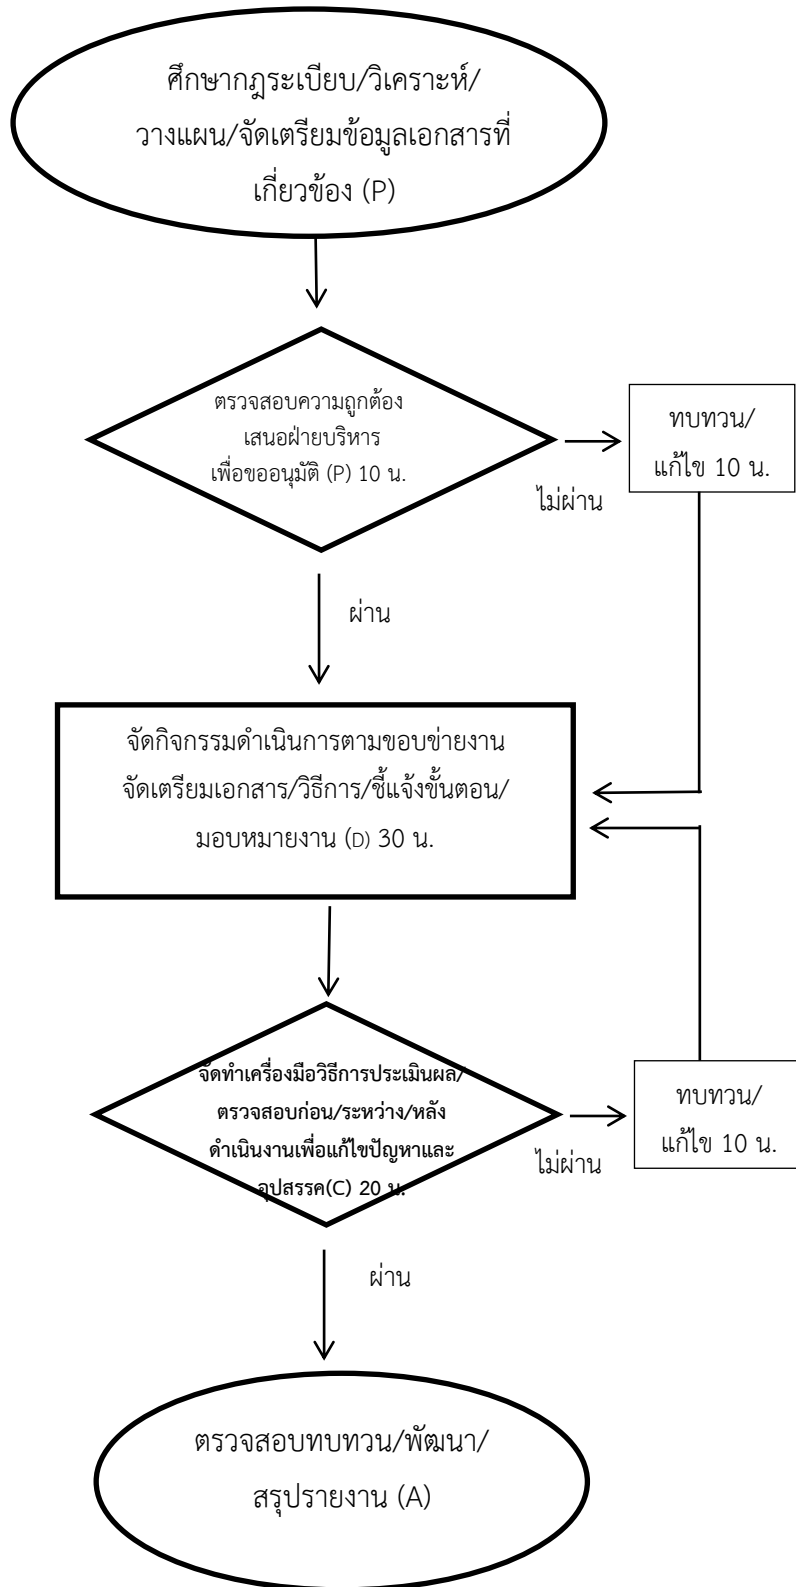 ศึกษากฎระเบียบ/วิเคราะห์/
วางแผน/จัดเตรียมข้อมูลเอกสารที่
เกี่ยวข้อง (P)
ตรวจสอบความถูกต้อง
เสนอฝ่ายบริหาร
เพื่อขออนุมัติ (P) 10 น.
ทบทวน/
แก้ไข 10 น.
ไม่ผ่าน
ผ่าน
จัดกิจกรรมดำเนินการตามขอบข่ายงาน
จัดเตรียมเอกสาร/วิธีการ/ชี้แจ้งขั้นตอน/
มอบหมายงาน (D) 30 น.
จัดทำเครื่องมือวิธีการประเมินผล/
ตรวจสอบก่อน/ระหว่าง/หลัง
ดำเนินงานเพื่อแก้ไขปัญหาและ
อุปสรรค(C) 20 น.
ทบทวน/
แก้ไข 10 น.
ไม่ผ่าน
ผ่าน
ตรวจสอบทบทวน/พัฒนา/
สรุปรายงาน (A)